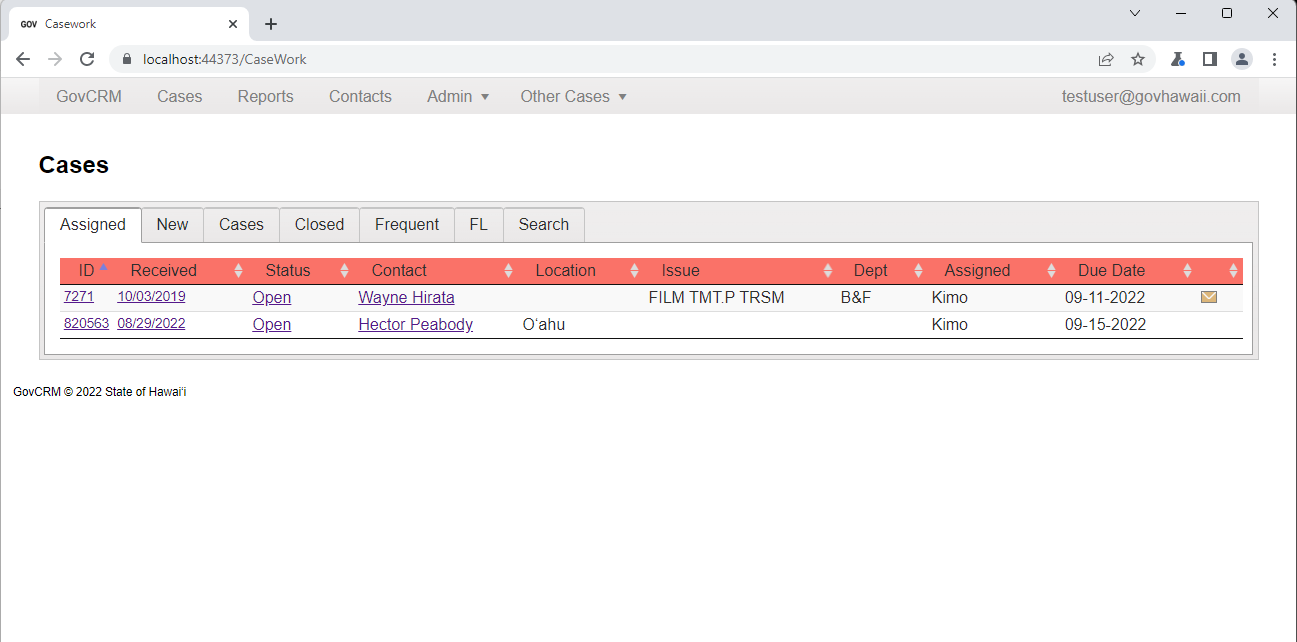 GOV Casework
localhost:44373/CaseWork
GovCRM Cases Reports Contacts Admin Other Cases testuser@govhawaii.com
Cases
Assigned New Cases Closed Frequent FL Search
ID Received Status Contact Location Issue Dept Assigned Due Date
7271 10/03/2019 Open Wayne Hirata FILM TMT.P TRSM B&F Kimo 09-11-2022
820563 08/29/2022 Open Hector Peabody Oʻahu Kimo 09-15-2022
GovCRM © 2022 State of Hawaiʻi